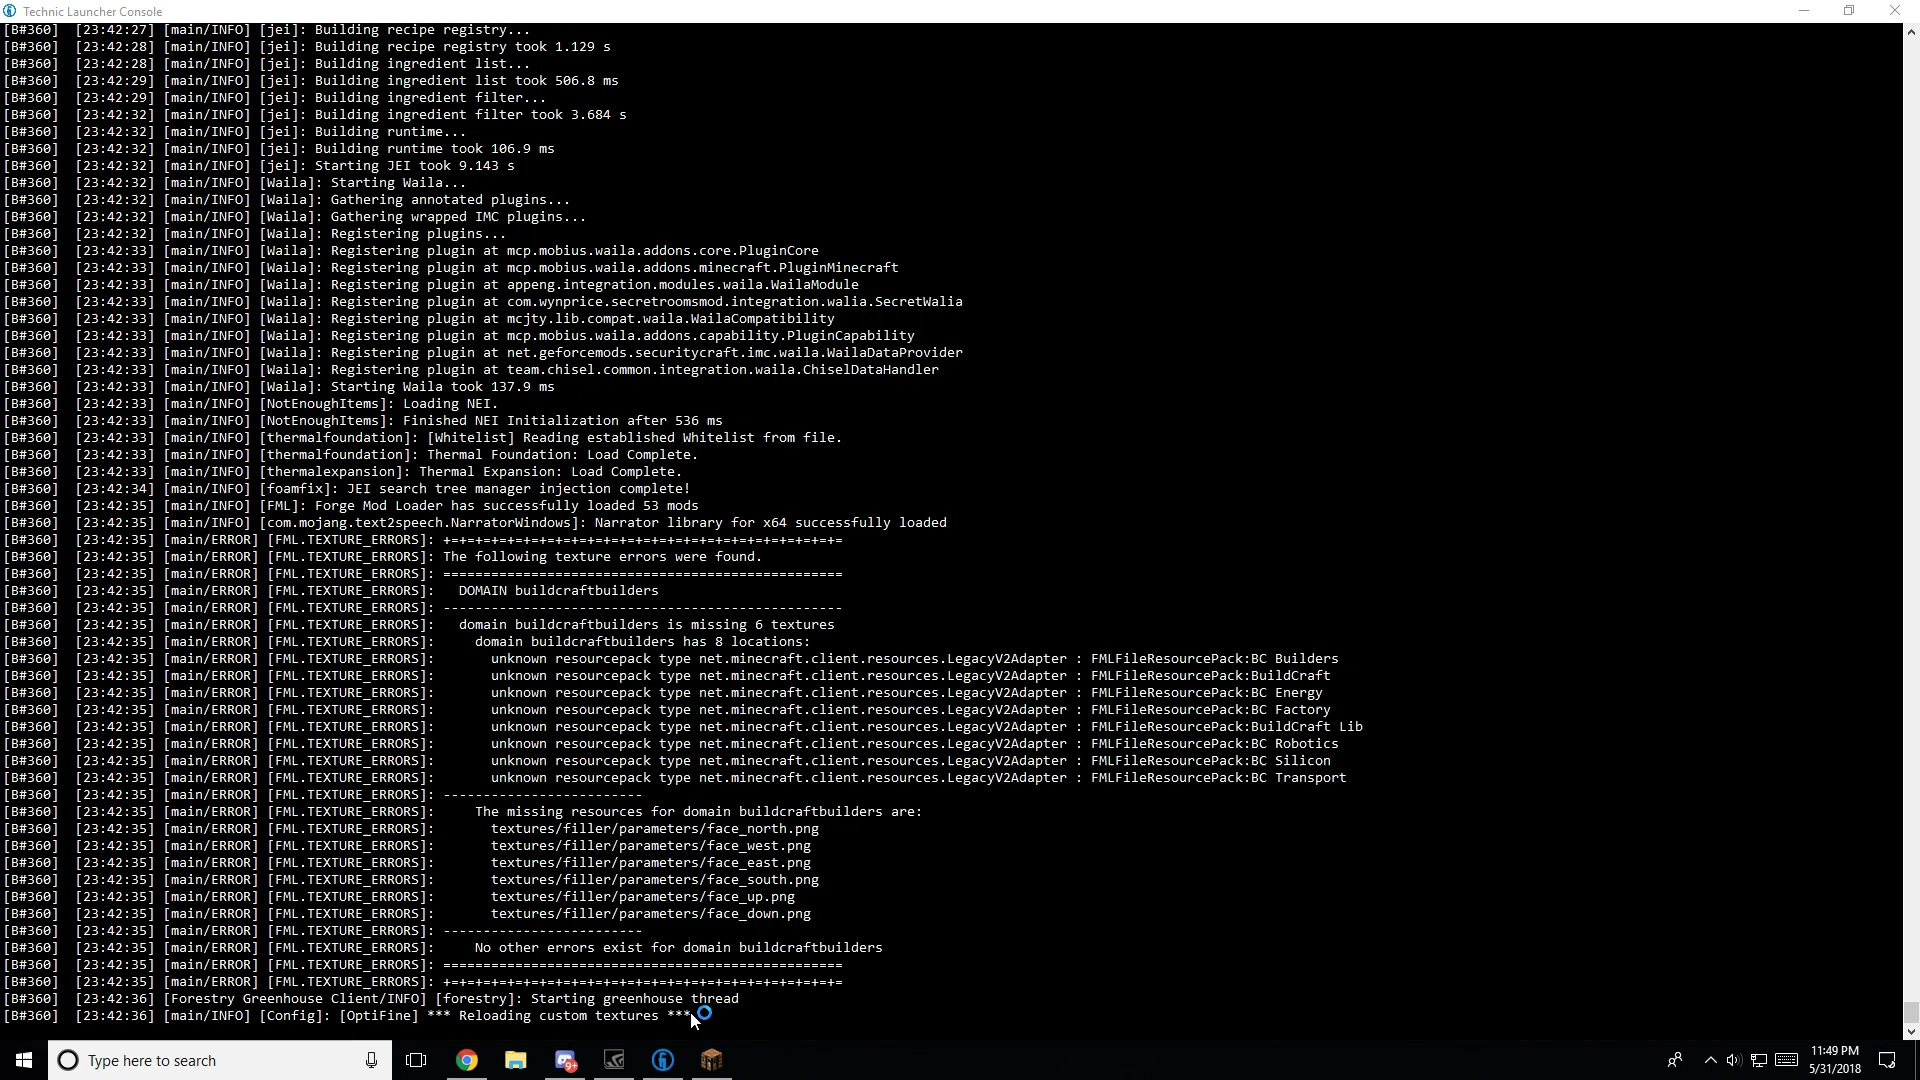 Technic Launcher Console
[B#360]  [23:42:27] [main/INFO] [jei]: Building recipe registry...
[B#360]  [23:42:28] [main/INFO] [jei]: Building recipe registry took 1.129 s
[B#360]  [23:42:28] [main/INFO] [jei]: Building ingredient list...
[B#360]  [23:42:29] [main/INFO] [jei]: Building ingredient list took 506.8 ms
[B#360]  [23:42:29] [main/INFO] [jei]: Building ingredient filter...
[B#360]  [23:42:32] [main/INFO] [jei]: Building ingredient filter took 3.684 s
[B#360]  [23:42:32] [main/INFO] [jei]: Building runtime...
[B#360]  [23:42:32] [main/INFO] [jei]: Building runtime took 106.9 ms
[B#360]  [23:42:32] [main/INFO] [jei]: Starting JEI took 9.143 s
[B#360]  [23:42:32] [main/INFO] [Waila]: Starting Waila...
[B#360]  [23:42:32] [main/INFO] [Waila]: Gathering annotated plugins...
[B#360]  [23:42:32] [main/INFO] [Waila]: Gathering wrapped IMC plugins...
[B#360]  [23:42:32] [main/INFO] [Waila]: Registering plugins...
[B#360]  [23:42:33] [main/INFO] [Waila]: Registering plugin at mcp.mobius.waila.addons.core.PluginCore
[B#360]  [23:42:33] [main/INFO] [Waila]: Registering plugin at mcp.mobius.waila.addons.minecraft.PluginMinecraft
[B#360]  [23:42:33] [main/INFO] [Waila]: Registering plugin at appeng.integration.modules.waila.WailaModule
[B#360]  [23:42:33] [main/INFO] [Waila]: Registering plugin at com.wynprice.secretroomsmod.integration.walia.SecretWalia
[B#360]  [23:42:33] [main/INFO] [Waila]: Registering plugin at mcjty.lib.compat.waila.WailaCompatibility
[B#360]  [23:42:33] [main/INFO] [Waila]: Registering plugin at mcp.mobius.waila.addons.capability.PluginCapability
[B#360]  [23:42:33] [main/INFO] [Waila]: Registering plugin at net.geforcemods.securitycraft.imc.waila.WailaDataProvider
[B#360]  [23:42:33] [main/INFO] [Waila]: Registering plugin at team.chisel.common.integration.waila.ChiselDataHandler
[B#360]  [23:42:33] [main/INFO] [Waila]: Starting Waila took 137.9 ms
[B#360]  [23:42:33] [main/INFO] [NotEnoughItems]: Loading NEI.
[B#360]  [23:42:33] [main/INFO] [NotEnoughItems]: Finished NEI Initialization after 536 ms
[B#360]  [23:42:33] [main/INFO] [thermalfoundation]: [Whitelist] Reading established Whitelist from file.
[B#360]  [23:42:33] [main/INFO] [thermalfoundation]: Thermal Foundation: Load Complete.
[B#360]  [23:42:33] [main/INFO] [thermalexpansion]: Thermal Expansion: Load Complete.
[B#360]  [23:42:34] [main/INFO] [foamfix]: JEI search tree manager injection complete!
[B#360]  [23:42:35] [main/INFO] [FML]: Forge Mod Loader has successfully loaded 53 mods
[B#360]  [23:42:35] [main/INFO] [com.mojang.text2speech.NarratorWindows]: Narrator library for x64 successfully loaded
[B#360]  [23:42:35] [main/ERROR] [FML.TEXTURE_ERRORS]: +=+=+=+=+=+=+=+=+=+=+=+=+=+=+=+=+=+=+=+=+=+=+=+=+=
[B#360]  [23:42:35] [main/ERROR] [FML.TEXTURE_ERRORS]: The following texture errors were found.
[B#360]  [23:42:35] [main/ERROR] [FML.TEXTURE_ERRORS]: ==================================================
[B#360]  [23:42:35] [main/ERROR] [FML.TEXTURE_ERRORS]:   DOMAIN buildcraftbuilders
[B#360]  [23:42:35] [main/ERROR] [FML.TEXTURE_ERRORS]: --------------------------------------------------
[B#360]  [23:42:35] [main/ERROR] [FML.TEXTURE_ERRORS]:   domain buildcraftbuilders is missing 6 textures
[B#360]  [23:42:35] [main/ERROR] [FML.TEXTURE_ERRORS]:     domain buildcraftbuilders has 8 locations:
[B#360]  [23:42:35] [main/ERROR] [FML.TEXTURE_ERRORS]:       unknown resourcepack type net.minecraft.client.resources.LegacyV2Adapter : FMLFileResourcePack:BC Builders
[B#360]  [23:42:35] [main/ERROR] [FML.TEXTURE_ERRORS]:       unknown resourcepack type net.minecraft.client.resources.LegacyV2Adapter : FMLFileResourcePack:BuildCraft
[B#360]  [23:42:35] [main/ERROR] [FML.TEXTURE_ERRORS]:       unknown resourcepack type net.minecraft.client.resources.LegacyV2Adapter : FMLFileResourcePack:BC Energy
[B#360]  [23:42:35] [main/ERROR] [FML.TEXTURE_ERRORS]:       unknown resourcepack type net.minecraft.client.resources.LegacyV2Adapter : FMLFileResourcePack:BC Factory
[B#360]  [23:42:35] [main/ERROR] [FML.TEXTURE_ERRORS]:       unknown resourcepack type net.minecraft.client.resources.LegacyV2Adapter : FMLFileResourcePack:BuildCraft Lib
[B#360]  [23:42:35] [main/ERROR] [FML.TEXTURE_ERRORS]:       unknown resourcepack type net.minecraft.client.resources.LegacyV2Adapter : FMLFileResourcePack:BC Robotics
[B#360]  [23:42:35] [main/ERROR] [FML.TEXTURE_ERRORS]:       unknown resourcepack type net.minecraft.client.resources.LegacyV2Adapter : FMLFileResourcePack:BC Silicon
[B#360]  [23:42:35] [main/ERROR] [FML.TEXTURE_ERRORS]:       unknown resourcepack type net.minecraft.client.resources.LegacyV2Adapter : FMLFileResourcePack:BC Transport
[B#360]  [23:42:35] [main/ERROR] [FML.TEXTURE_ERRORS]: -------------------------
[B#360]  [23:42:35] [main/ERROR] [FML.TEXTURE_ERRORS]:     The missing resources for domain buildcraftbuilders are:
[B#360]  [23:42:35] [main/ERROR] [FML.TEXTURE_ERRORS]:       textures/filler/parameters/face_north.png
[B#360]  [23:42:35] [main/ERROR] [FML.TEXTURE_ERRORS]:       textures/filler/parameters/face_west.png
[B#360]  [23:42:35] [main/ERROR] [FML.TEXTURE_ERRORS]:       textures/filler/parameters/face_east.png
[B#360]  [23:42:35] [main/ERROR] [FML.TEXTURE_ERRORS]:       textures/filler/parameters/face_south.png
[B#360]  [23:42:35] [main/ERROR] [FML.TEXTURE_ERRORS]:       textures/filler/parameters/face_up.png
[B#360]  [23:42:35] [main/ERROR] [FML.TEXTURE_ERRORS]:       textures/filler/parameters/face_down.png
[B#360]  [23:42:35] [main/ERROR] [FML.TEXTURE_ERRORS]: -------------------------
[B#360]  [23:42:35] [main/ERROR] [FML.TEXTURE_ERRORS]:     No other errors exist for domain buildcraftbuilders
[B#360]  [23:42:35] [main/ERROR] [FML.TEXTURE_ERRORS]: ==================================================
[B#360]  [23:42:35] [main/ERROR] [FML.TEXTURE_ERRORS]: +=+=+=+=+=+=+=+=+=+=+=+=+=+=+=+=+=+=+=+=+=+=+=+=+=
[B#360]  [23:42:36] [Forestry Greenhouse Client/INFO] [forestry]: Starting greenhouse thread
[B#360]  [23:42:36] [main/INFO] [Config]: [OptiFine] *** Reloading custom textures ***
Type here to search
9+
11:49 PM
5/31/2018